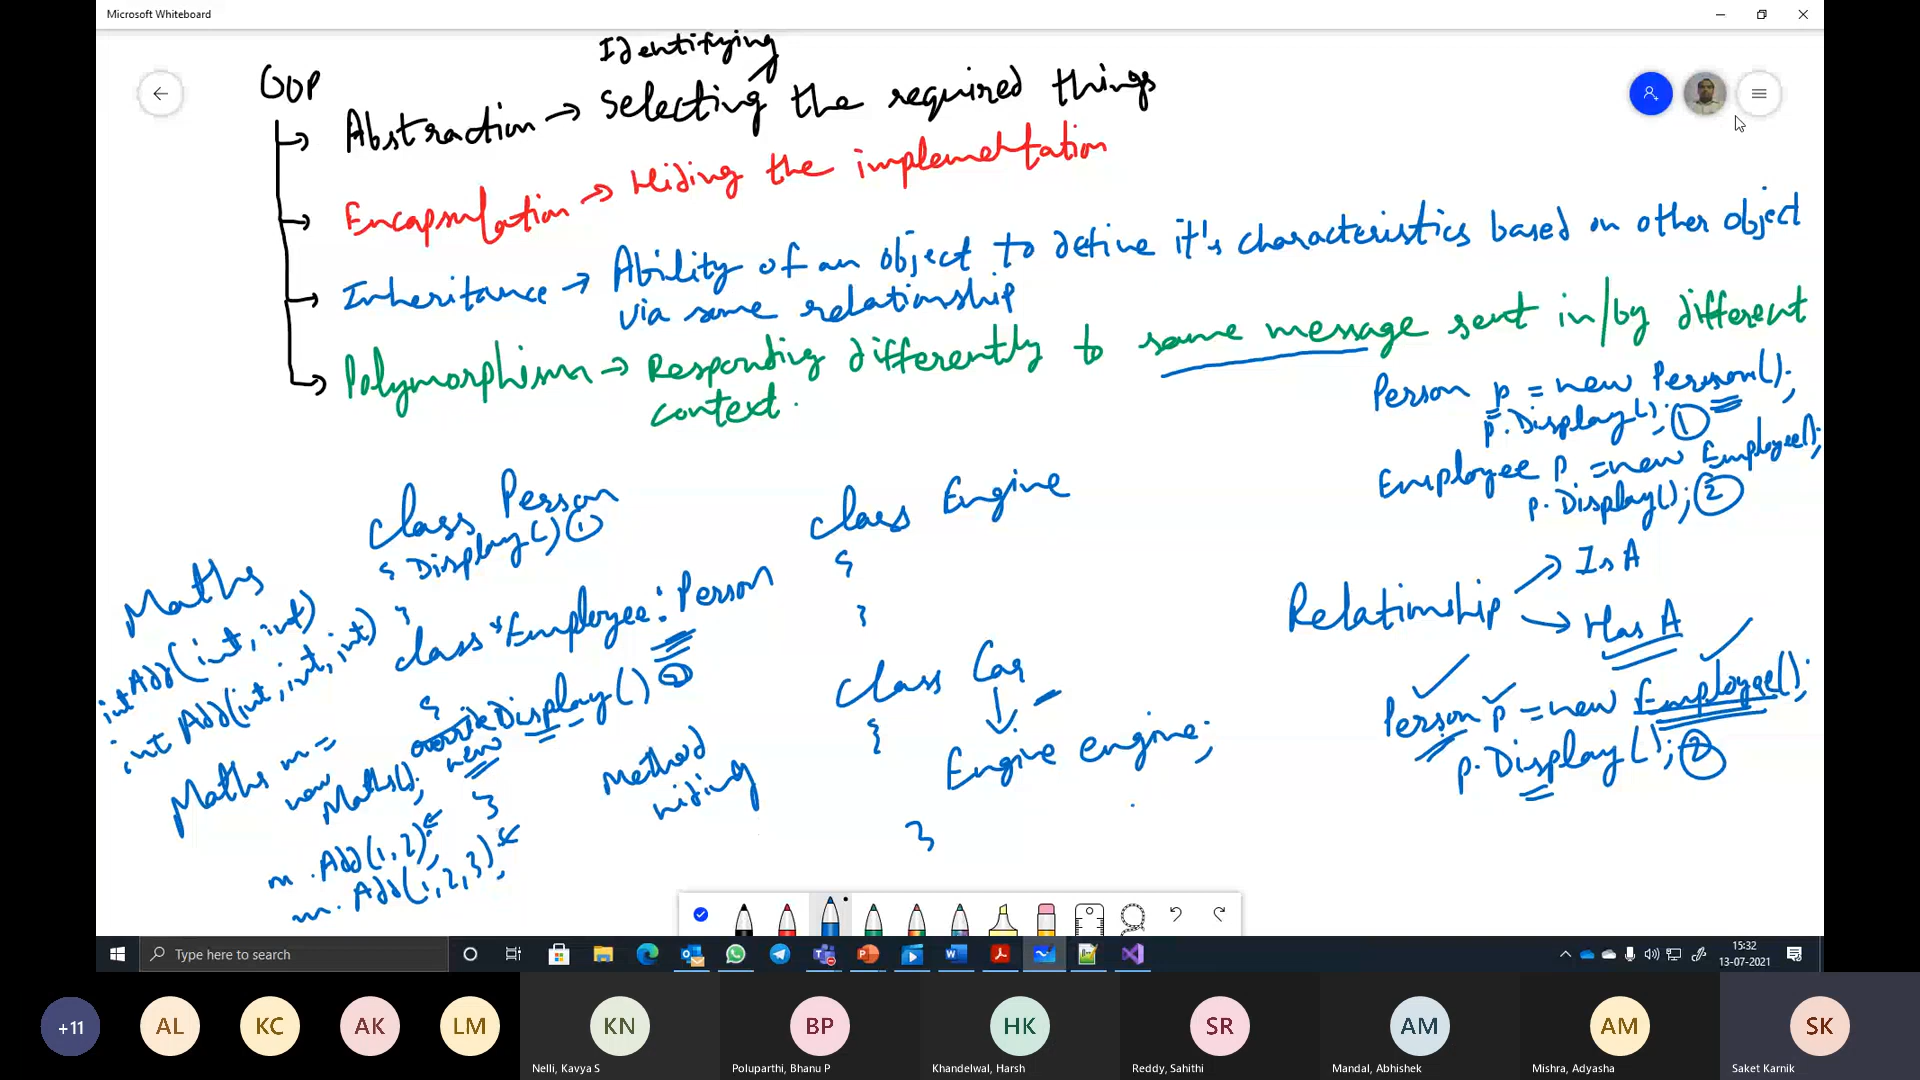 Microsoft Whiteboard
OOP
Identifying
Abstraction → Selecting the required things
Encapsulation → Hiding the implementation
Inheritance → Ability of an object to define it's characteristics based on other object
via some relationship
Polymorphism → Responding differently to same message sent in/by different
context.
Person p = new Person();
p.Display(); 1
Employee p = new Employee();
p.Display(); 2
class Person
{ Display() 1
}
class Employee : Person
{
override Display() 2
new
}
Method
Hiding
Maths
int Add(int, int)
int Add(int, int, int)
Maths m =
new Maths();
m.Add(1,2);
m.Add(1,2,3);
class Engine
{
}
class Car
{
Engine engine;
}
Relationship → Is A
→ Has A
Person p = new Employee();
p.Display(); 2
Type here to search
15:32
13-07-2021
+11
AL
KC
AK
LM
KN
BP
HK
SR
AM
AM
SK
Nelli, Kavya S
Poluparthi, Bhanu P
Khandelwal, Harsh
Reddy, Sahithi
Mandal, Abhishek
Mishra, Adyasha
Saket Karnik